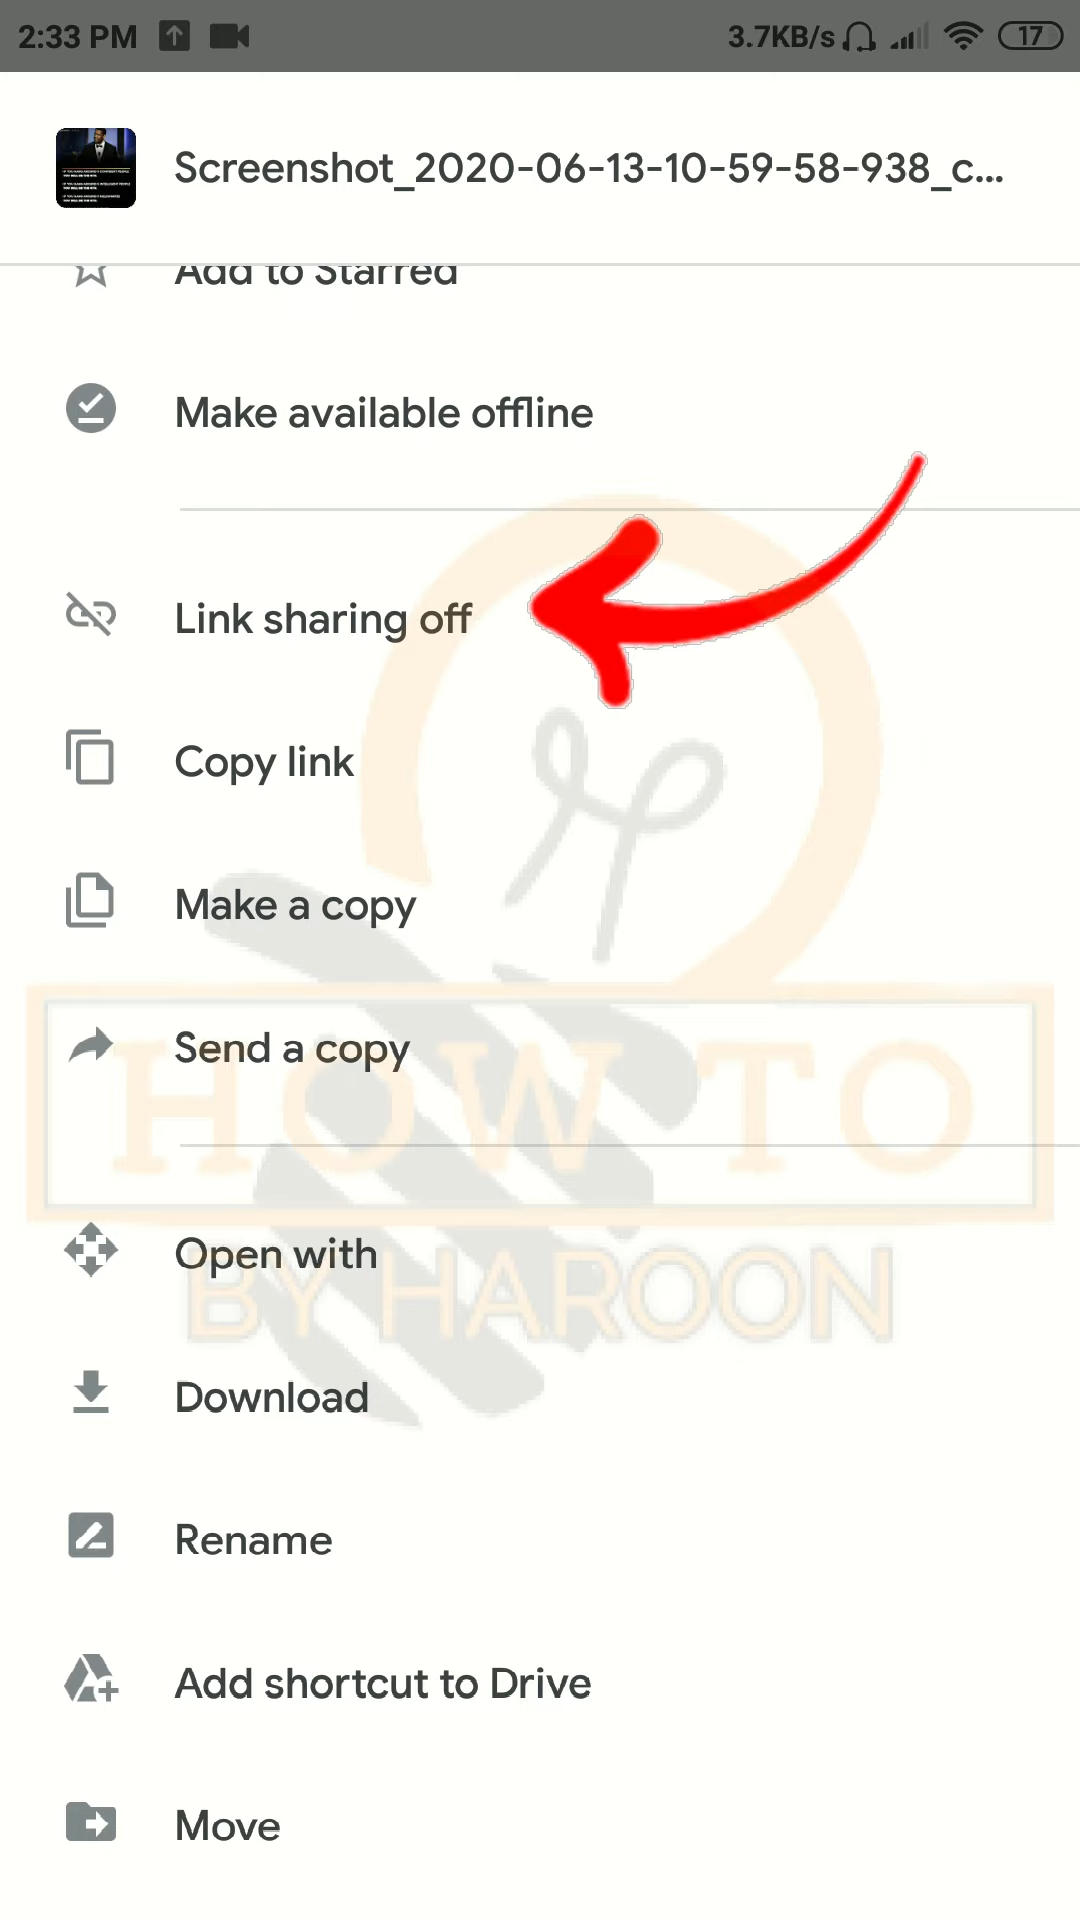 2:33 PM 3.7KB/s 17
Screenshot_2020-06-13-10-59-58-938_c...
Add to Starred
Make available offline
Link sharing off
Copy link
Make a copy
Send a copy
HOW TO
Open with
BY HAROON
Download
Rename
Add shortcut to Drive
Move